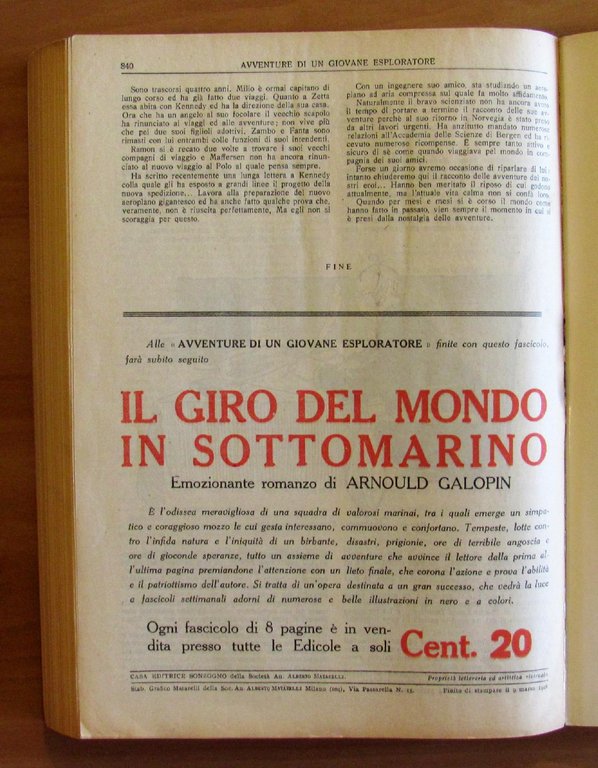 840
AVVENTURE DI UN GIOVANE ESPLORATORE
Sono trascorsi quattro anni. Millo è ormai capitano di
lungo corso ed ha già fatto due viaggi. Quanto a Zetta
essa abita con Kennedy ed ha la direzione della sua casa.
Ora che ha un angelo al suo focolare il vecchio scapolo
ha rinunciato ai viaggi ed alle avventure; non vive più
che pei due suoi figlioli adottivi. Zambo e Fanta sono
rimasti con lui entrambi colle funzioni di suoi intendenti.
Ramon si è recato due volte a trovare i suoi vecchi
compagni di viaggio e Maffersen non ha ancora rinun-
ciato al nuovo viaggio al Polo al quale pensa sempre.
Ha scritto recentemente una lunga lettera a Kennedy
colla quale gli ha esposto a grandi linee il progetto della
nuova spedizione... Lavora alla preparazione del nuovo
aeroplano gigantesco ed ha anche fatto qualche prova che,
veramente, non è riuscita perfettamente, Ma egli non si
scoraggia per questo.
Con un ingegnere suo amico, sta studiando un aero-
plano ad aria compressa sul quale fa molto affidamento.
Naturalmente il bravo scienziato non ha ancora avuto
il tempo di portare a termine il racconto delle sue av-
venture perchè al suo ritorno in Norvegia è stato preso
da altri lavori urgenti. Ha anzitutto mandato numerose
relazioni all'Accademia delle Scienze di Bergen ed ha ri-
cevuto numerose ricompense. È sempre tanto attivo e
sicuro di sè come quando viaggiava pel mondo in com-
pagnia dei suoi amici.
Forse un giorno avremo occasione di riparlare di lui:
intanto chiuderemo qui il racconto delle avventure dei no-
stri eroi... Hanno ben meritato il riposo di cui godono
attualmente, ma l'attuale vita calma non si confà loro.
Quando per mesi e mesi si è corso il mondo come
hanno fatto in passato, vien sempre il momento in cui si
è presi dalla nostalgia delle avventure.
FINE
Alle « AVVENTURE DI UN GIOVANE ESPLORATORE » finite con questo fascicolo,
farà subito seguito
IL GIRO DEL MONDO
IN SOTTOMARINO
Emozionante romanzo di ARNOULD GALOPIN
È l'odissea meravigliosa di una squadra di valorosi marinai, tra i quali emerge un simpa-
tico e coraggioso mozzo le cui gesta interessano, commuovono e confortano. Tempeste, lotte con-
tro l'infida natura e l'iniquità di un birbante, disastri, prigionie, ore di terribile angoscia e
ore di gioconde speranze, tutto un assieme di avventure che avvince il lettore dalla prima al-
l'ultima pagina premiandone l'attenzione con un lieto finale, che corona l'azione e prova l'abilità
e il patriottismo dell'autore. Si tratta di un'opera destinata a un gran successo, che vedrà la luce
a fascicoli settimanali adorni di numerose e belle illustrazioni in nero e a colori.
Ogni fascicolo di 8 pagine è in ven-
dita presso tutte le Edicole a soli
Cent. 20
CASA EDITRICE SONZOGNO della Società An. ALBERTO MATARELLI.
Proprietà letteraria ed artistica riservata.
Stab. Grafico Matarelli della Soc. An. ALBERTO MATARELLI Milano (104), Via Passarella N. 15.
Finito di stampare il 9 marzo